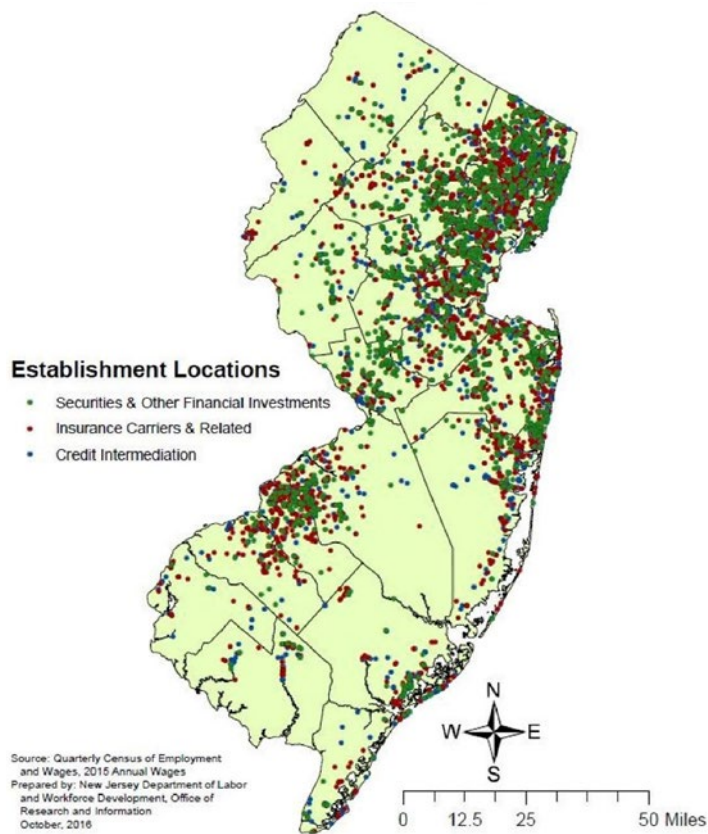 Establishment Locations
Securities & Other Financial Investments
Insurance Carriers & Related
Credit Intermediation
N
W E
S
Source: Quarterly Census of Employment
and Wages, 2015 Annual Wages
Prepared by: New Jersey Department of Labor
and Workforce Development, Office of
Research and Information
October, 2016
0 12.5 25 50 Miles